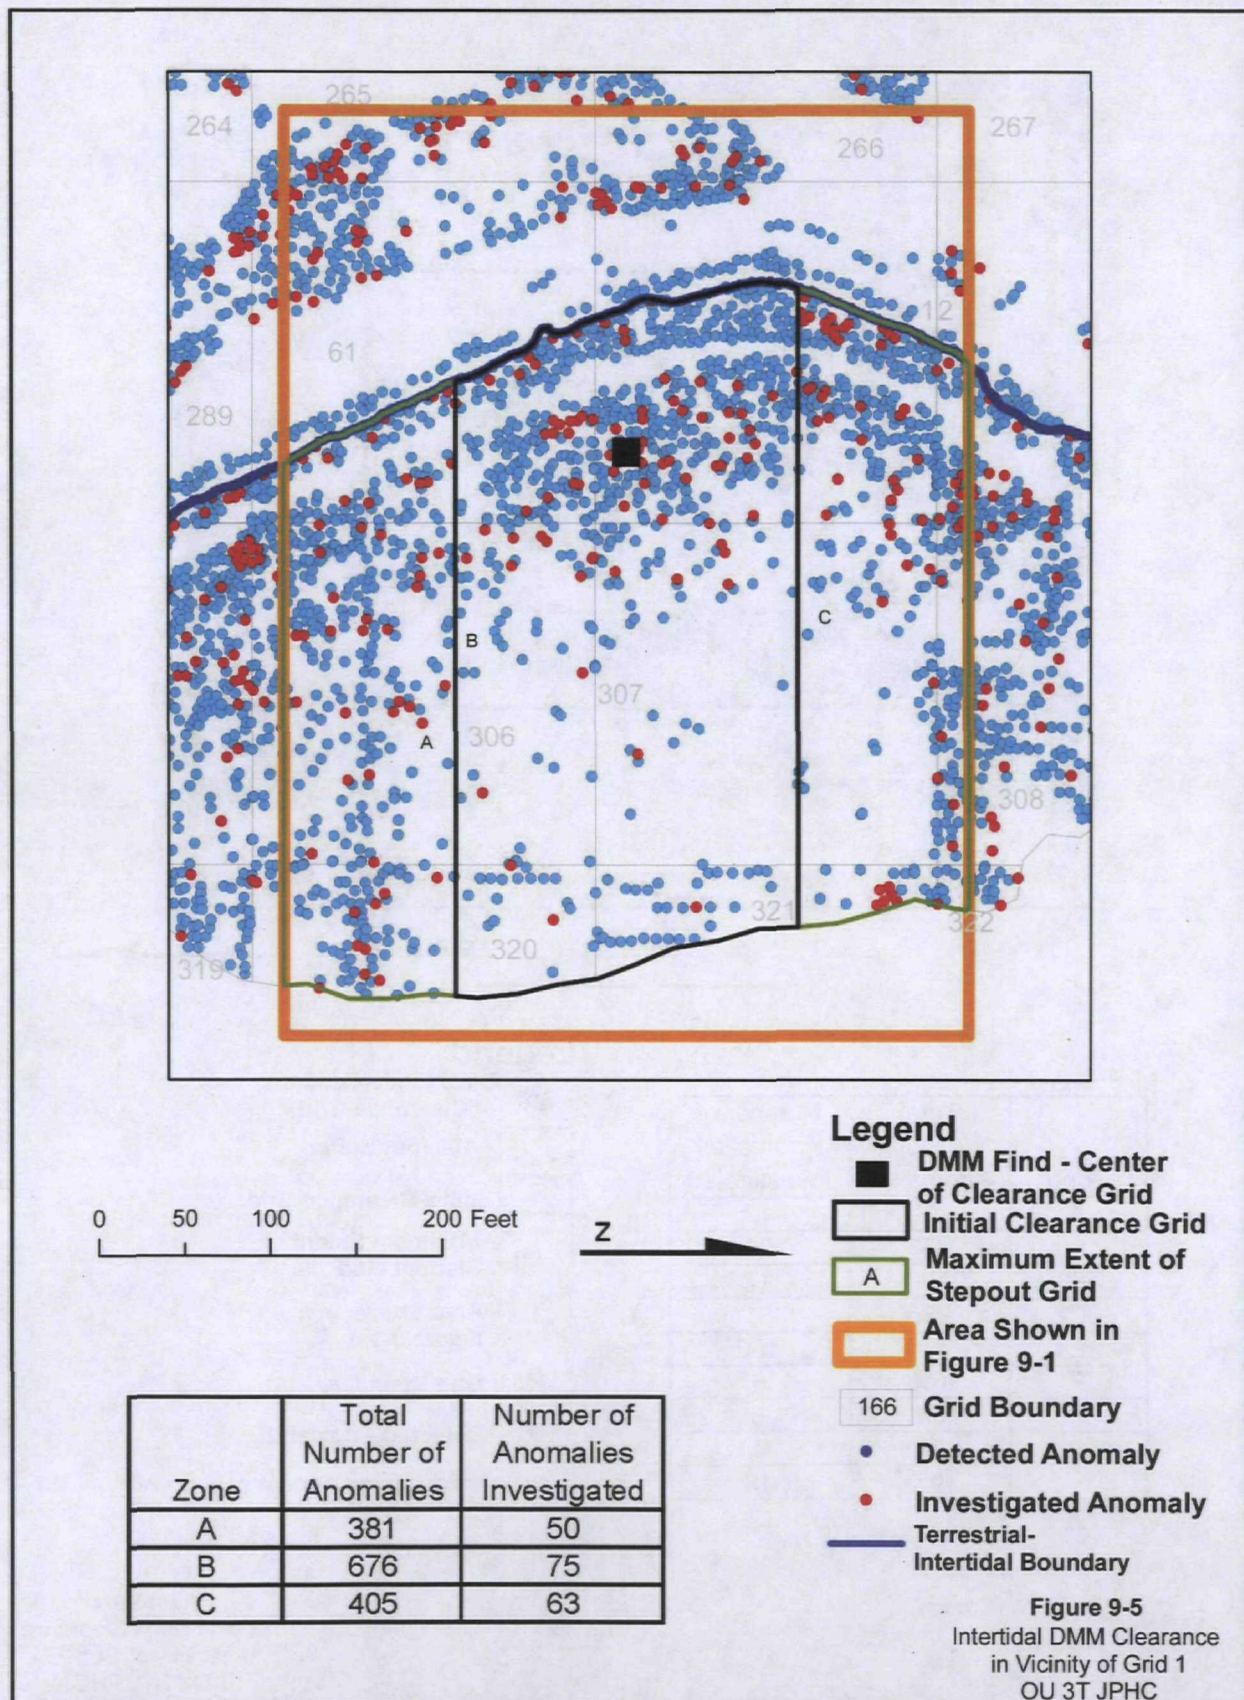 265
264
267
266
12
61
289
B
C
307
306
A
308
321
322
320
319
Legend
DMM Find - Center
of Clearance Grid
Initial Clearance Grid
A Maximum Extent of
Stepout Grid
Area Shown in
Figure 9-1
166 Grid Boundary
Detected Anomaly
Investigated Anomaly
Terrestrial-
Intertidal Boundary
0 50 100 200 Feet
Z
Total Number of
Number of Anomalies
Zone Anomalies Investigated
A 381 50
B 676 75
C 405 63
Figure 9-5
Intertidal DMM Clearance
in Vicinity of Grid 1
OU 3T JPHC